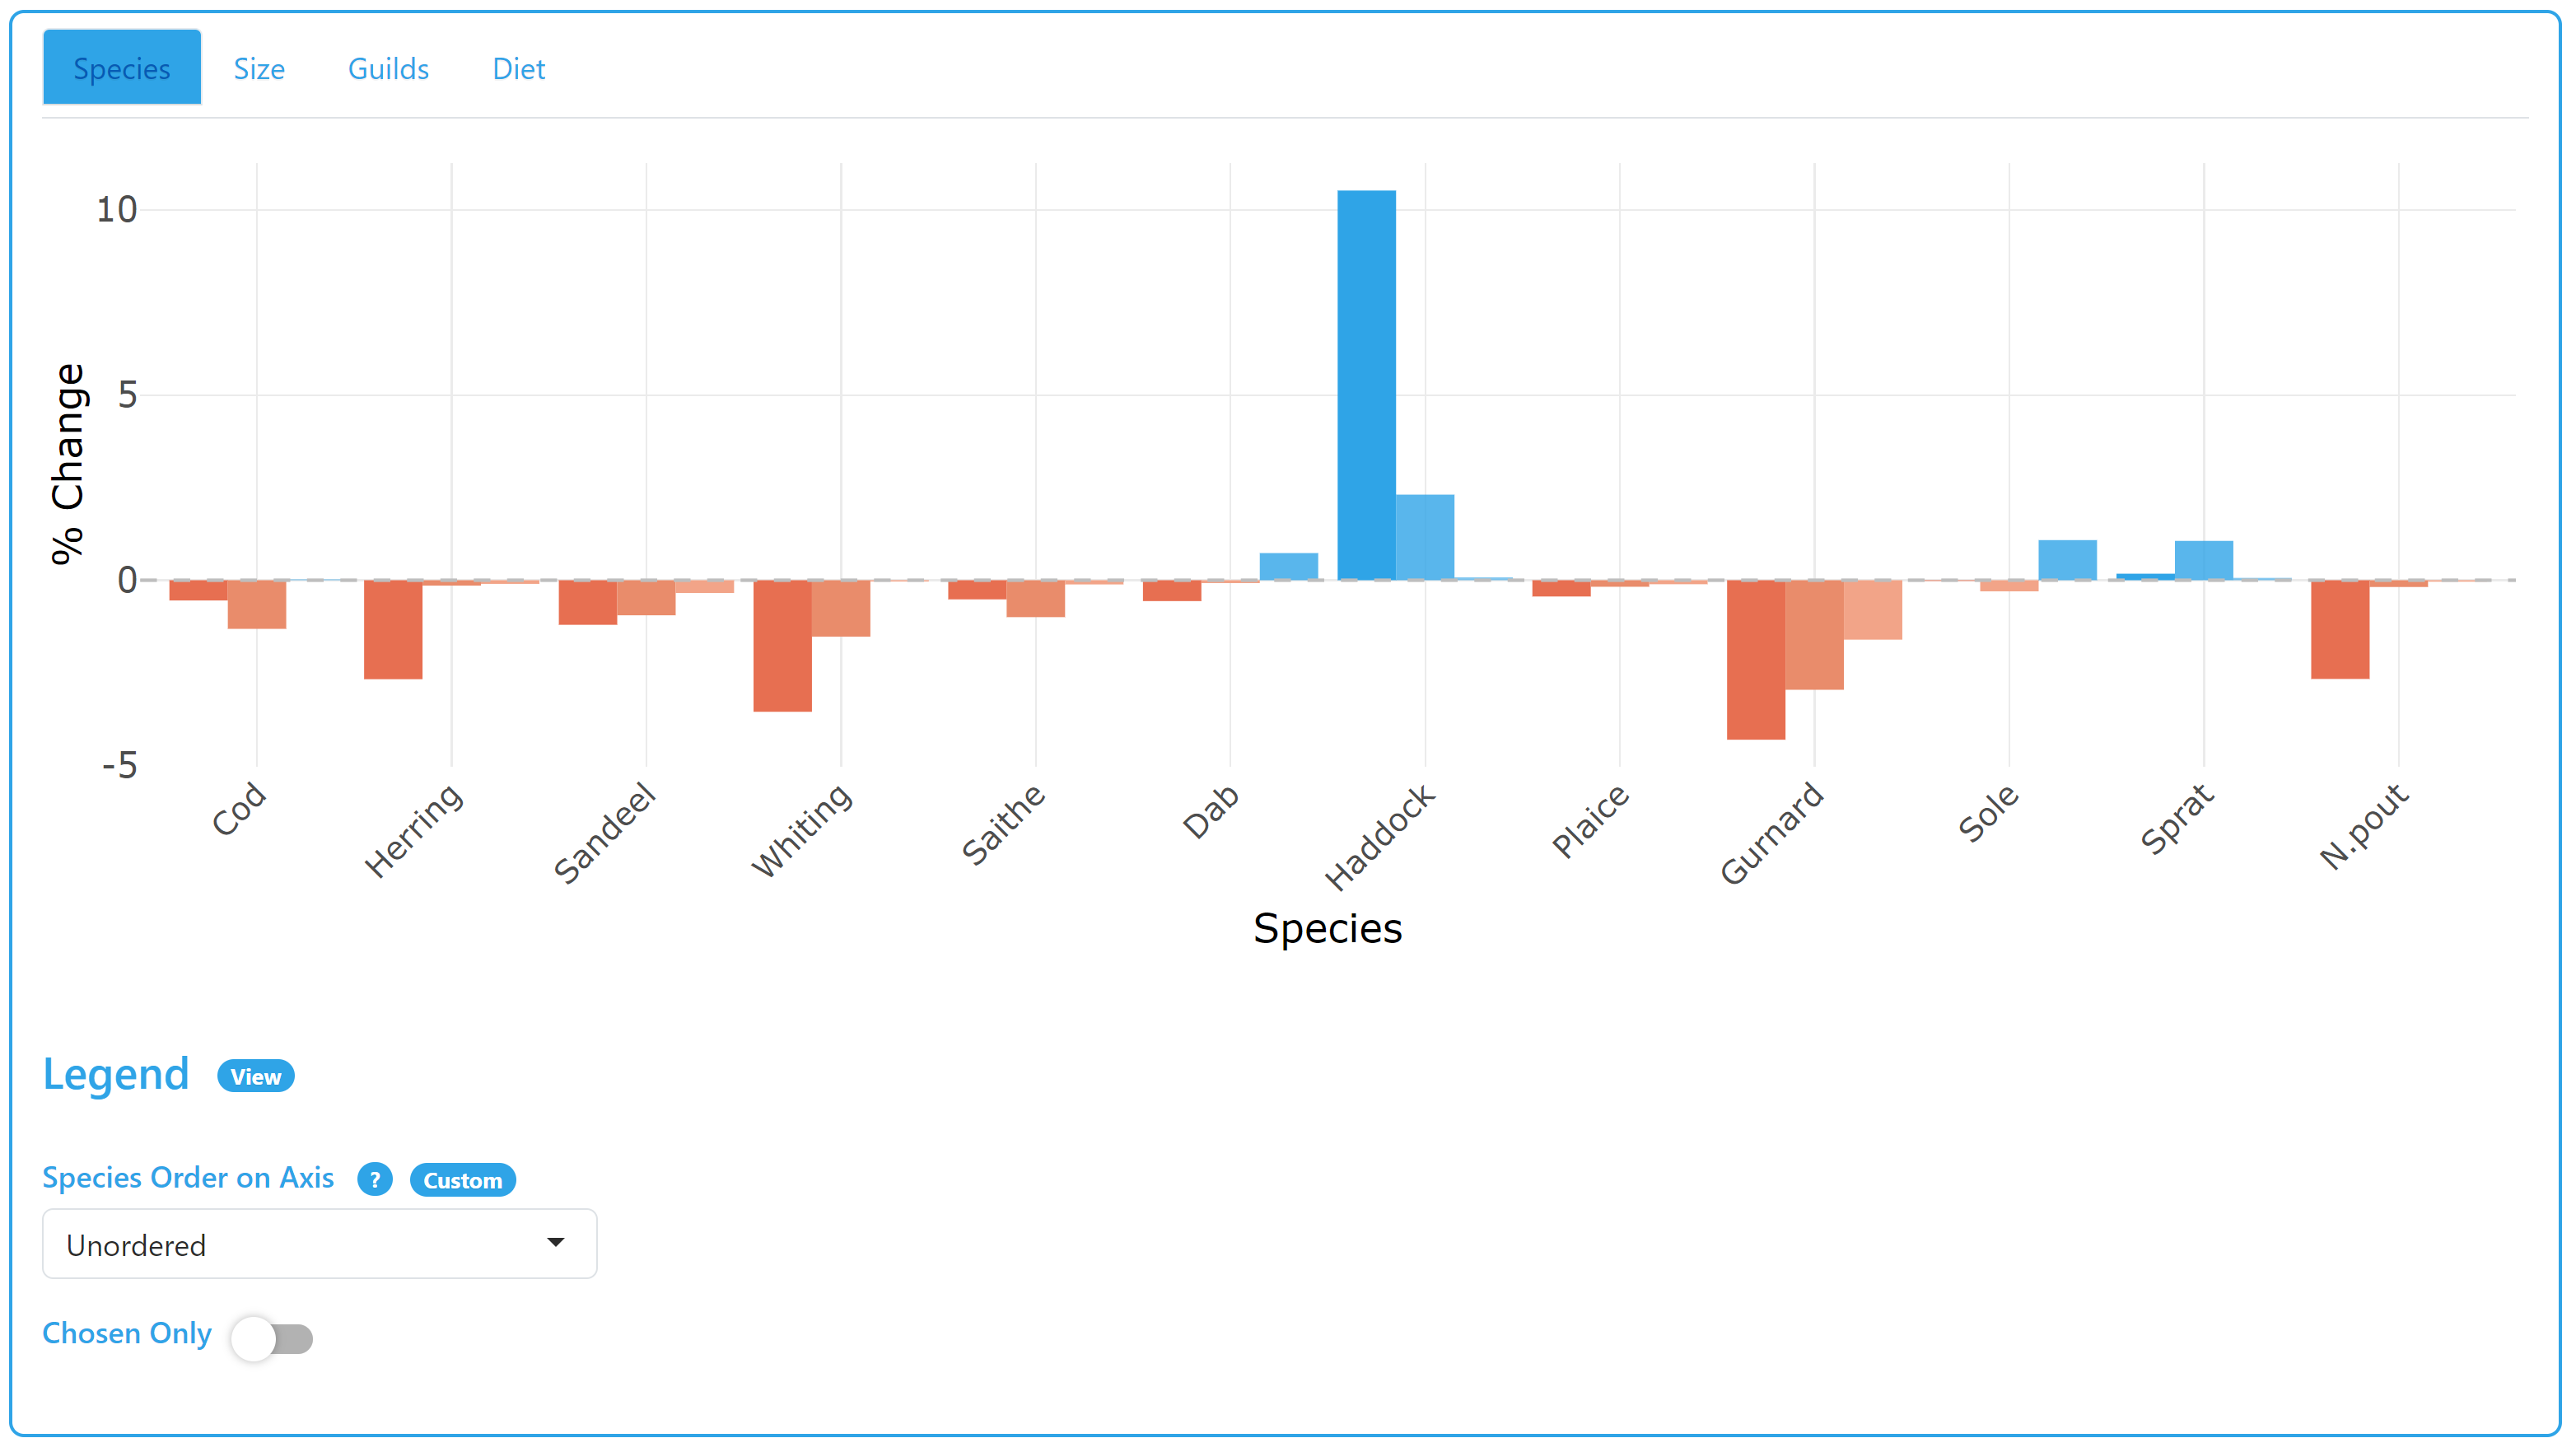 Species Size Guilds Diet
10
5
0
-5
% Change
Cod Herring Sandeel Whiting Saithe Dab Haddock Plaice Gurnard Sole Sprat N.pout
Species
Legend View
Species Order on Axis ? Custom
Unordered
Chosen Only